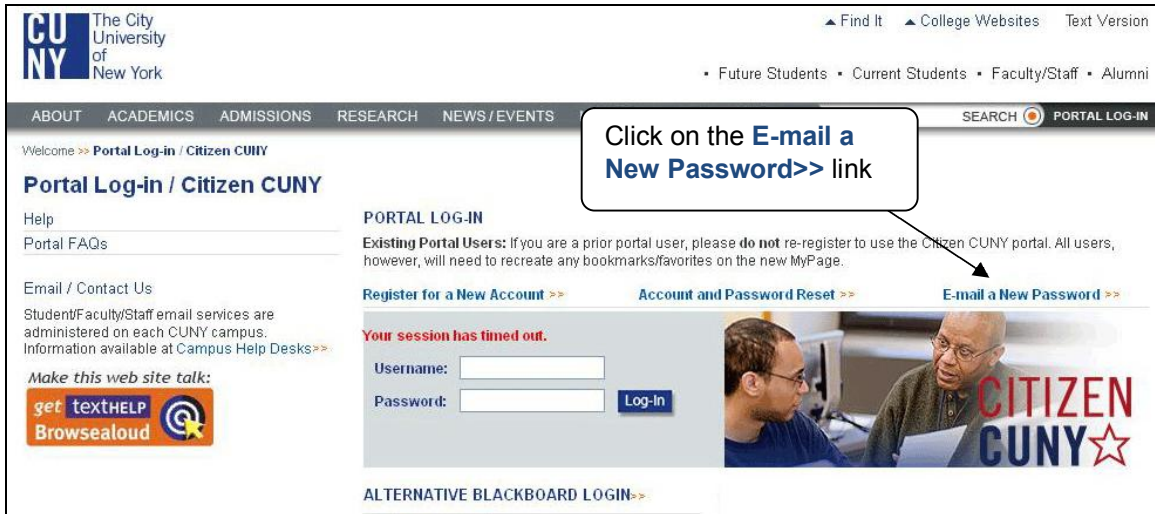 CU The City
University
NY of
New York
▲ Find It ▲ College Websites Text Version
▪ Future Students ▪ Current Students ▪ Faculty/Staff ▪ Alumni
ABOUT ACADEMICS ADMISSIONS RESEARCH NEWS / EVENTS SEARCH PORTAL LOG-IN
Click on the E-mail a
New Password>> link
Welcome >> Portal Log-in / Citizen CUNY
Portal Log-in / Citizen CUNY
Help
Portal FAQs
Email / Contact Us
Student/Faculty/Staff email services are
administered on each CUNY campus.
Information available at Campus Help Desks>>
Make this web site talk:
get textHELP
Browsealoud
PORTAL LOG-IN
Existing Portal Users: If you are a prior portal user, please do not re-register to use the Citizen CUNY portal. All users,
however, will need to recreate any bookmarks/favorites on the new MyPage.
Register for a New Account >> Account and Password Reset >> E-mail a New Password >>
Your session has timed out.
Username:
Password: Log-In
CITIZEN
CUNY
ALTERNATIVE BLACKBOARD LOGIN>>